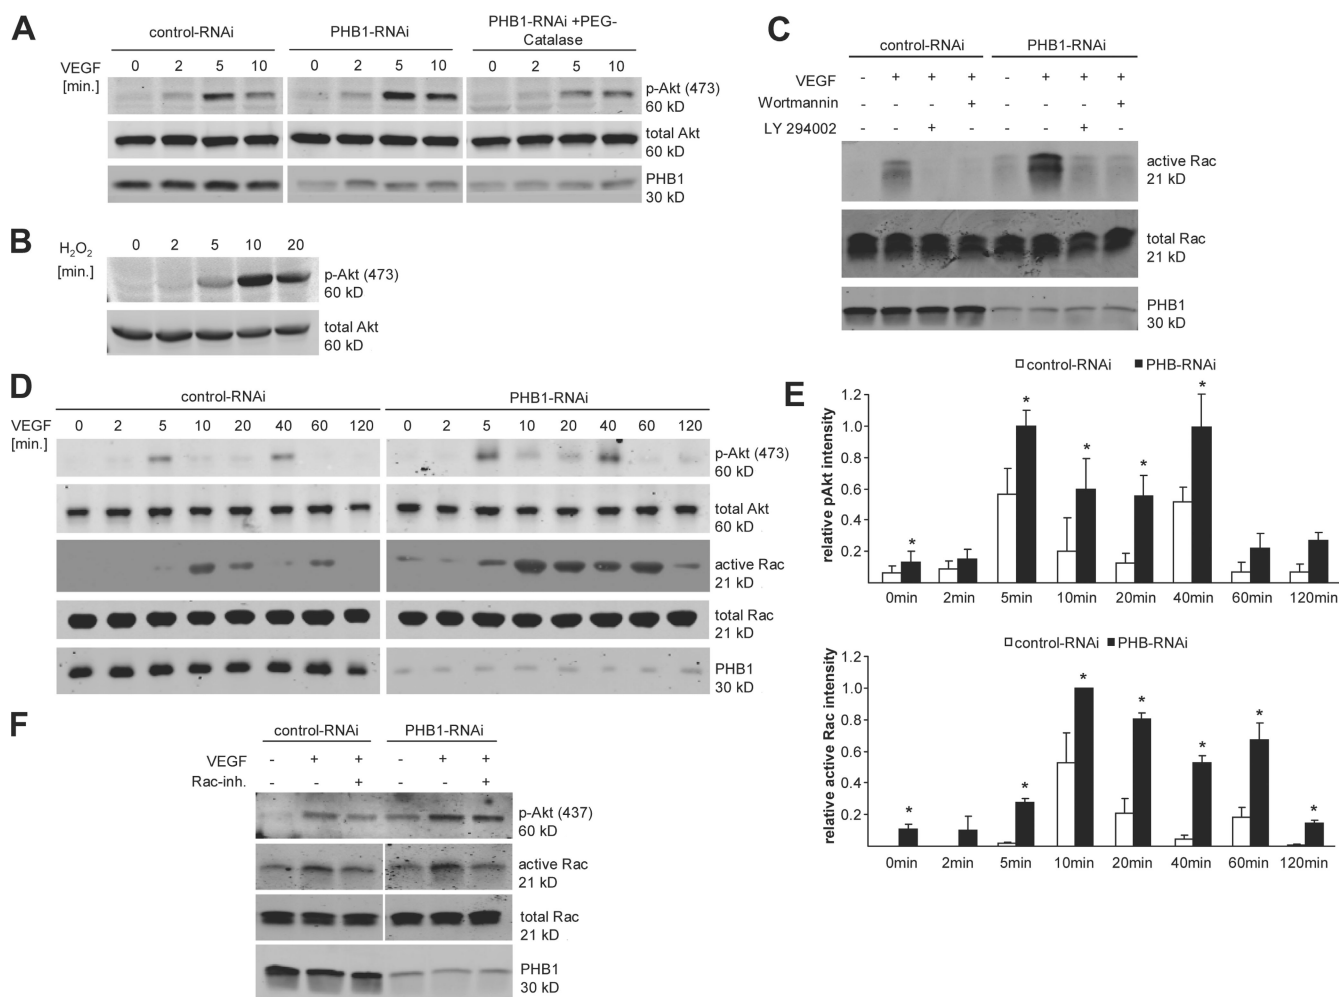 A
control-RNAi PHB1-RNAi PHB1-RNAi +PEG-
Catalase
VEGF 0 2 5 10 0 2 5 10 0 2 5 10
[min.]
p-Akt (473)
60 kD
total Akt
60 kD
PHB1
30 kD
B
H₂O₂ 0 2 5 10 20
[min.]
p-Akt (473)
60 kD
total Akt
60 kD
C
control-RNAi PHB1-RNAi
- + + + - + + + VEGF
- - - + - - - + Wortmannin
- - + - - - + - LY 294002
active Rac
21 kD
total Rac
21 kD
PHB1
30 kD
D
control-RNAi PHB1-RNAi
VEGF 0 2 5 10 20 40 60 120 0 2 5 10 20 40 60 120
[min.]
p-Akt (473)
60 kD
total Akt
60 kD
active Rac
21 kD
total Rac
21 kD
PHB1
30 kD
E
control-RNAi PHB-RNAi
relative pAkt intensity
1.2
1.0
0.8
0.6
0.4
0.2
* * * * *
0min 2min 5min 10min 20min 40min 60min 120min
control-RNAi PHB-RNAi
relative active Rac intensity
1.2
1.0
0.8
0.6
0.4
0.2
* * * * * * *
0min 2min 5min 10min 20min 40min 60min 120min
F
control-RNAi PHB1-RNAi
VEGF - + + - + +
Rac-inh. - - + - - +
p-Akt (437)
60 kD
active Rac
21 kD
total Rac
21 kD
PHB1
30 kD